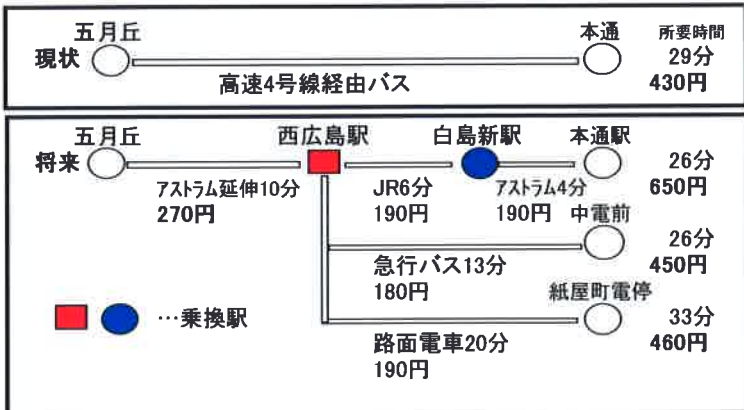 五月丘 本通 所要時間
現状 29分
高速4号線経由バス 430円
五月丘 西広島駅 白島新駅 本通駅
将来 26分
アストラム延伸10分 JR6分 アストラム4分 650円
270円 190円 190円 中電前
26分
急行バス13分 450円
180円 紙屋町電停
…乗換駅 33分
路面電車20分 460円
190円